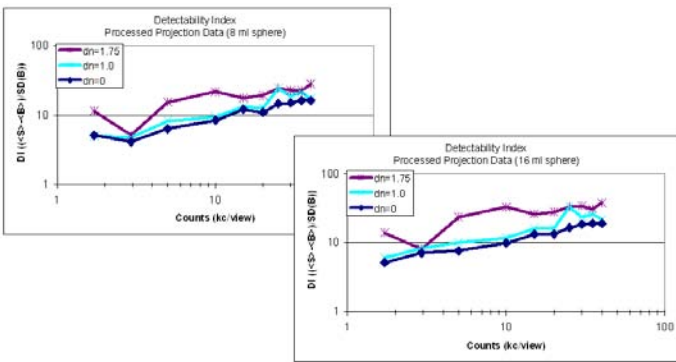 Detectability Index
Processed Projection Data (8 ml sphere)
100
dn=1.75
dn=1.0
dn=0
DI ((<S>-<B>)/SD(B))
10
1
1
10
Counts (kc/view)
Detectability Index
Processed Projection Data (16 ml sphere)
100
dn=1.75
dn=1.0
dn=0
DI ((<S>-<B>)/SD(B))
10
1
1
10
100
Counts (kc/view)